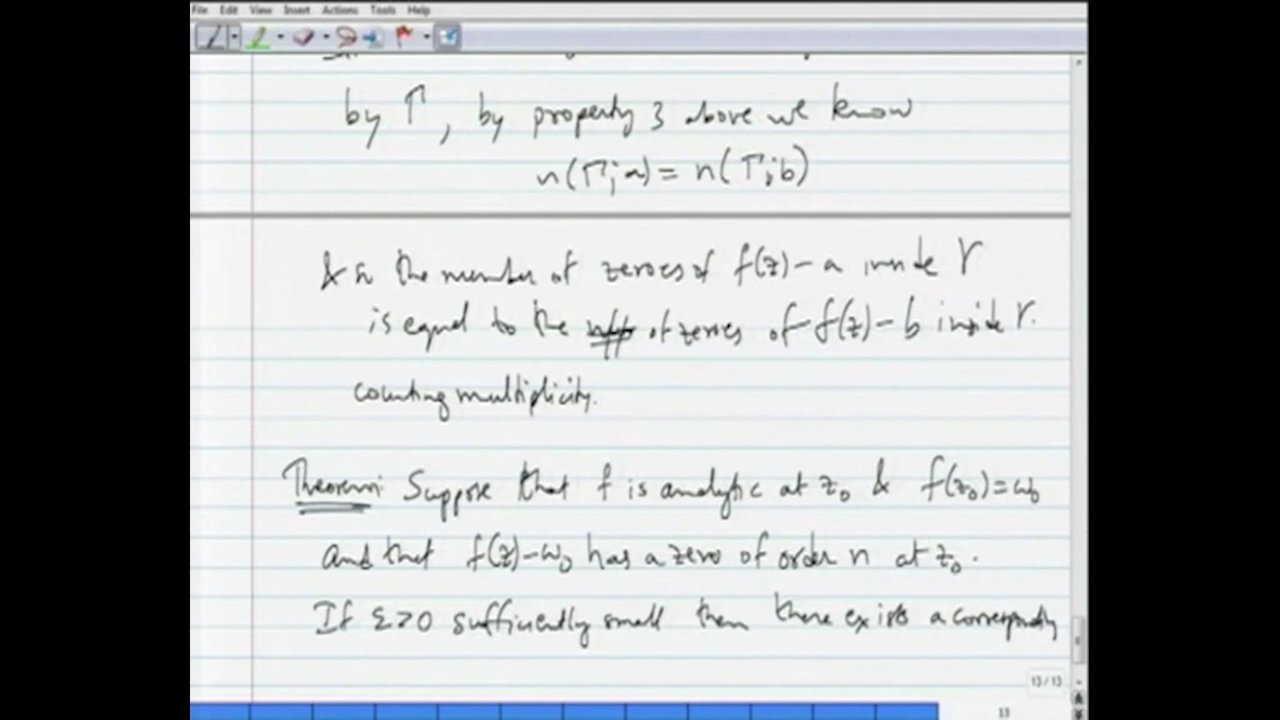 File Edit View Insert Actions Tools Help
by Γ, by property 3 above we know
n(Γ; a) = n(Γ; b)
& so the number of zeroes of f(z) - a inside γ
is equal to the of zeroes of f(z) - b inside γ.
counting multiplicity.
Theorem: Suppose that f is analytic at z₀ & f(z₀) = ω₀
and that f(z) - ω₀ has a zero of order n at z₀.
If ε>0 sufficiently small then there exists a corresponding
13/13
13